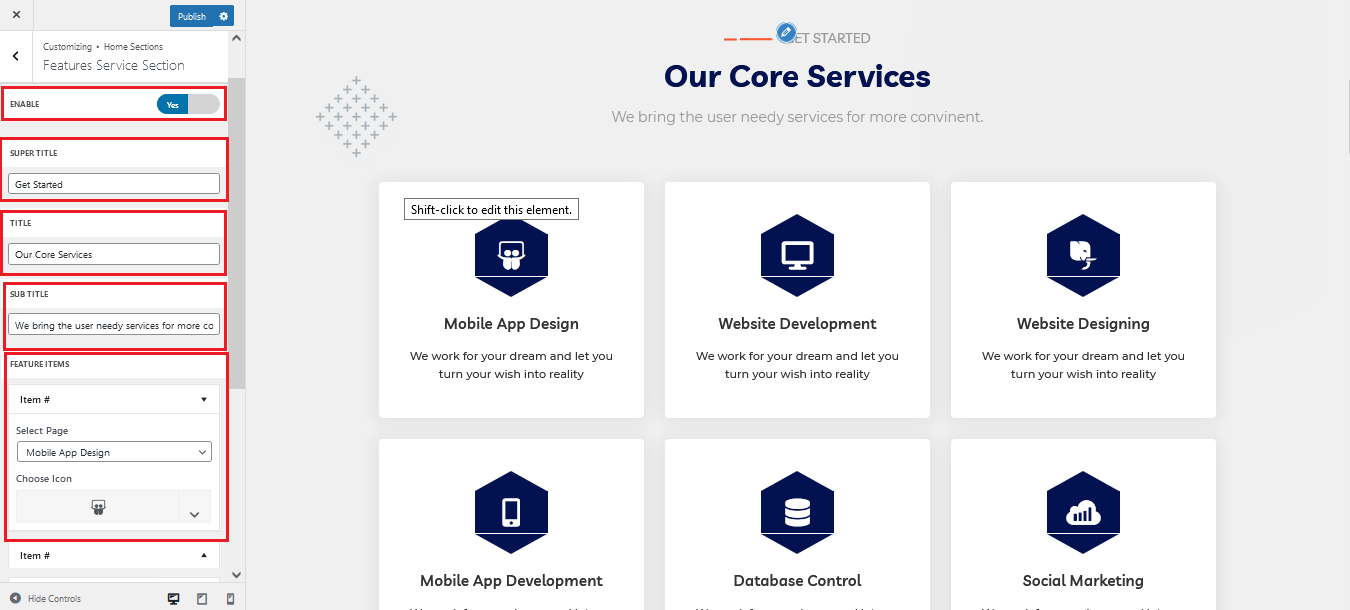 Publish
Customizing • Home Sections
Features Service Section
ENABLE
Yes
SUPER TITLE
Get Started
TITLE
Our Core Services
SUB TITLE
We bring the user needy services for more co
FEATURE ITEMS
Item #
Select Page
Mobile App Design
Choose Icon
Item #
Hide Controls
ET STARTED
Our Core Services
We bring the user needy services for more convinent.
Shift-click to edit this element.
Mobile App Design
We work for your dream and let you
turn your wish into reality
Website Development
We work for your dream and let you
turn your wish into reality
Website Designing
We work for your dream and let you
turn your wish into reality
Mobile App Development
Database Control
Social Marketing